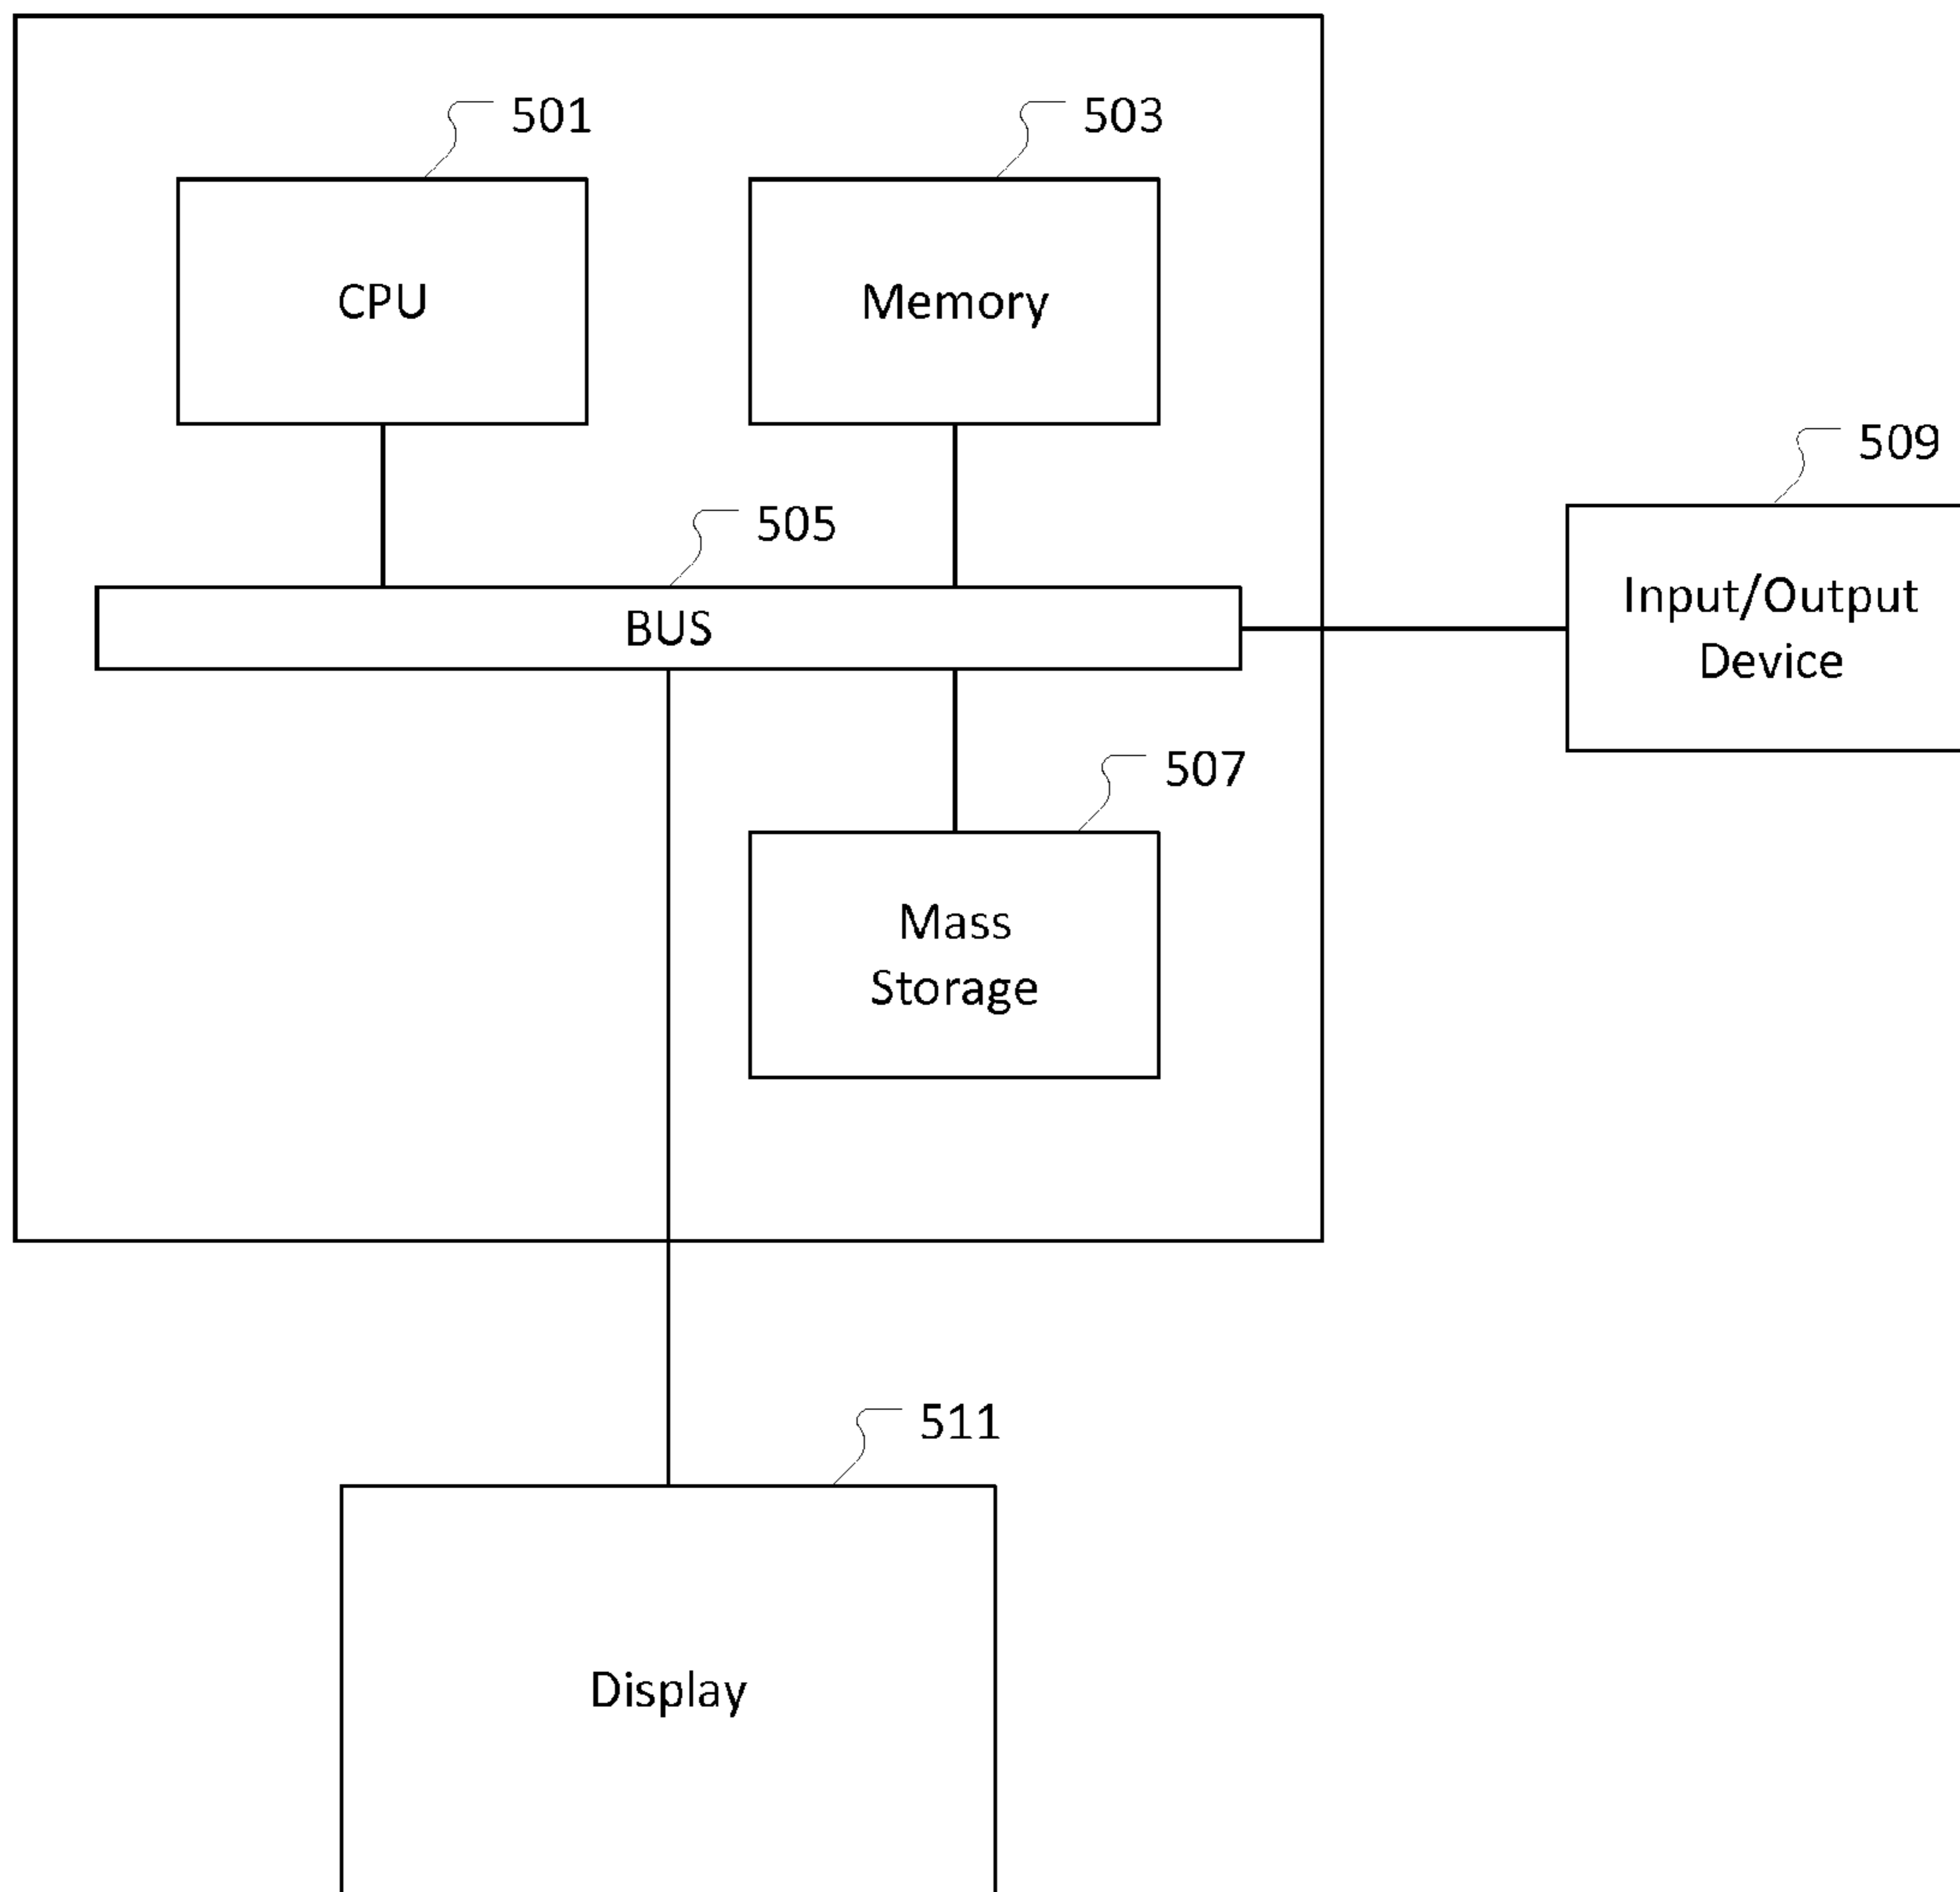 501
503
CPU
Memory
509
505
Input/Output
Device
BUS
507
Mass
Storage
511
Display